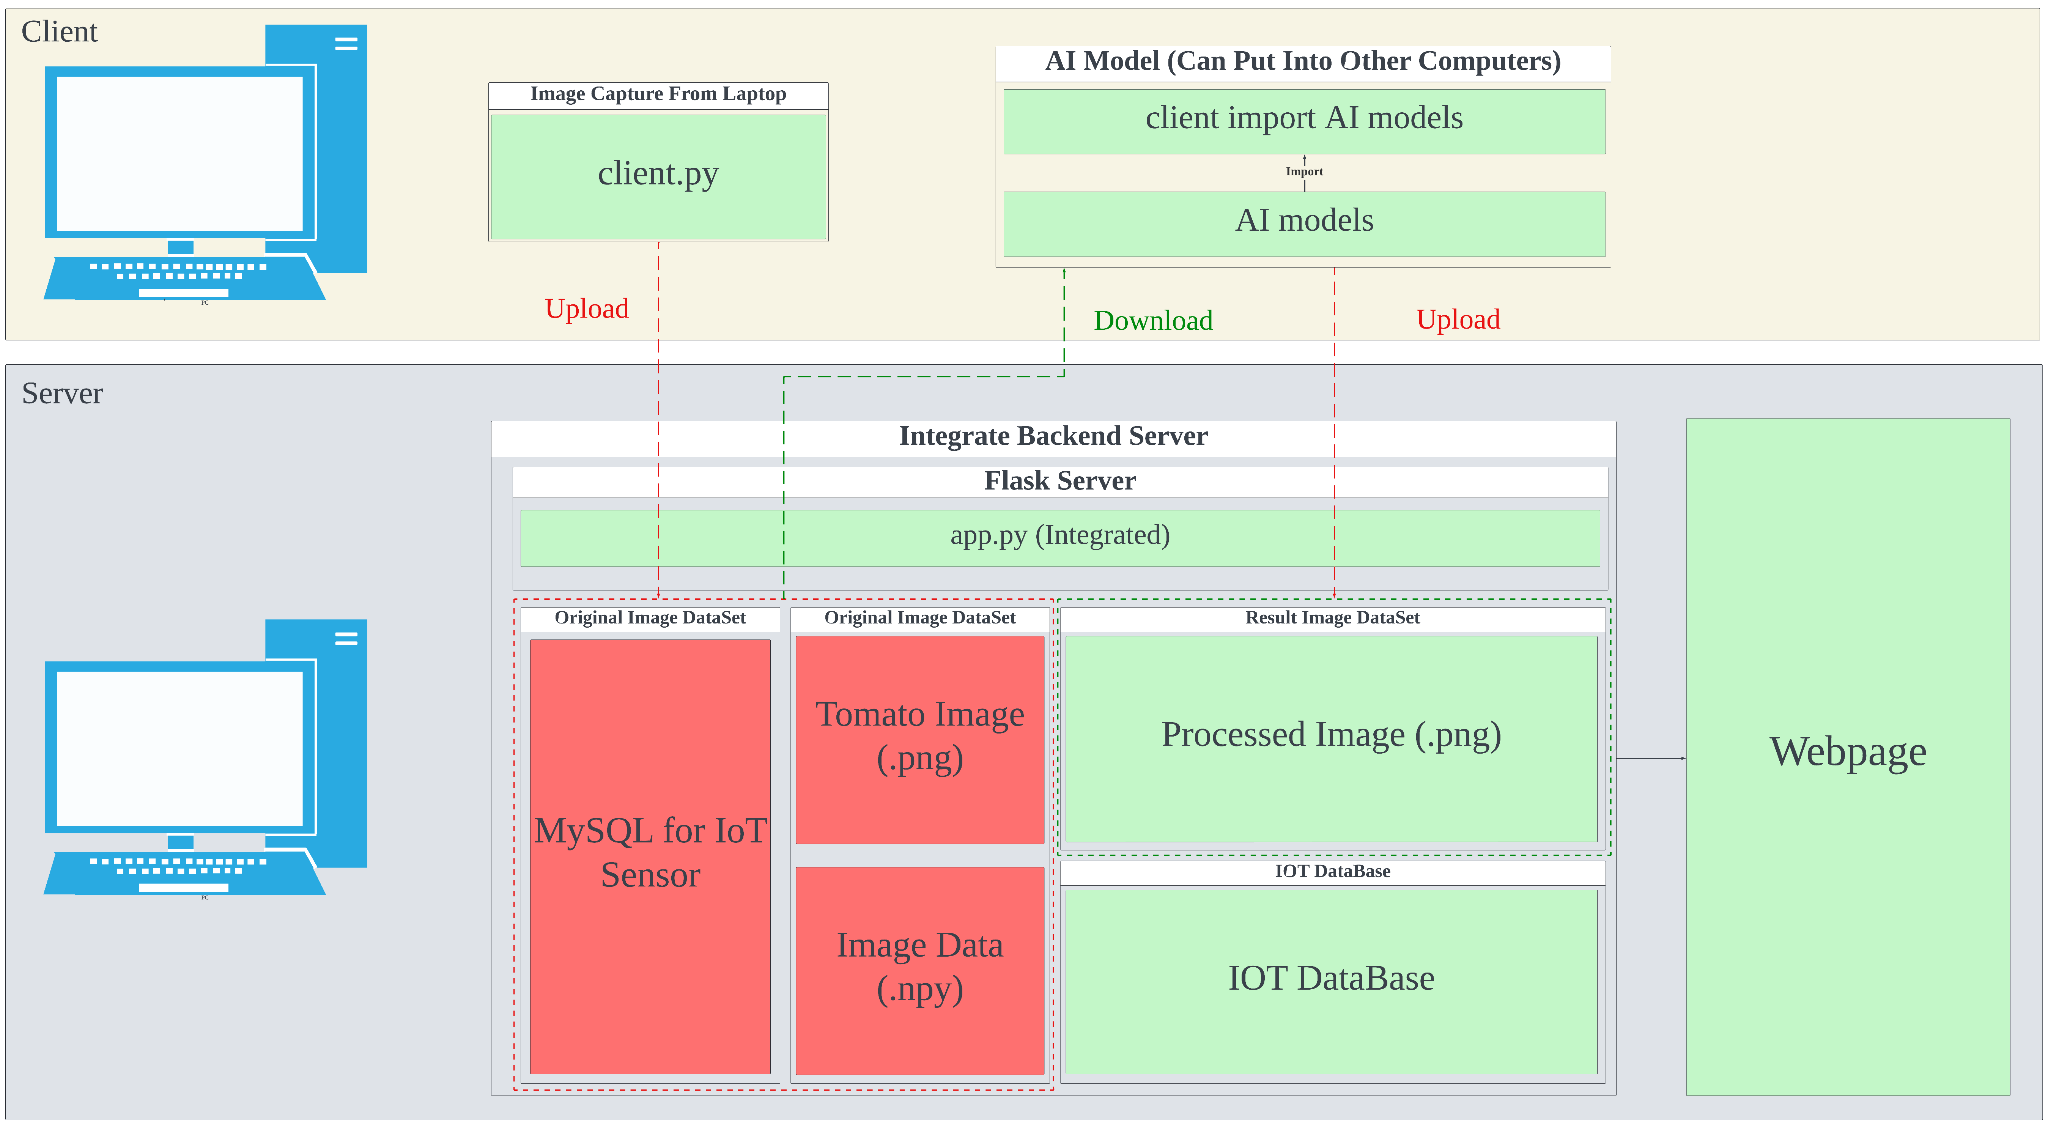 Client
PC
Image Capture From Laptop
client.py
AI Model (Can Put Into Other Computers)
client import AI models
Import
AI models
Upload
Download
Upload
Server
PC
Integrate Backend Server
Flask Server
app.py (Integrated)
Original Image DataSet
MySQL for IoT
Sensor
Original Image DataSet
Tomato Image
(.png)
Image Data
(.npy)
Result Image DataSet
Processed Image (.png)
IOT DataBase
IOT DataBase
Webpage